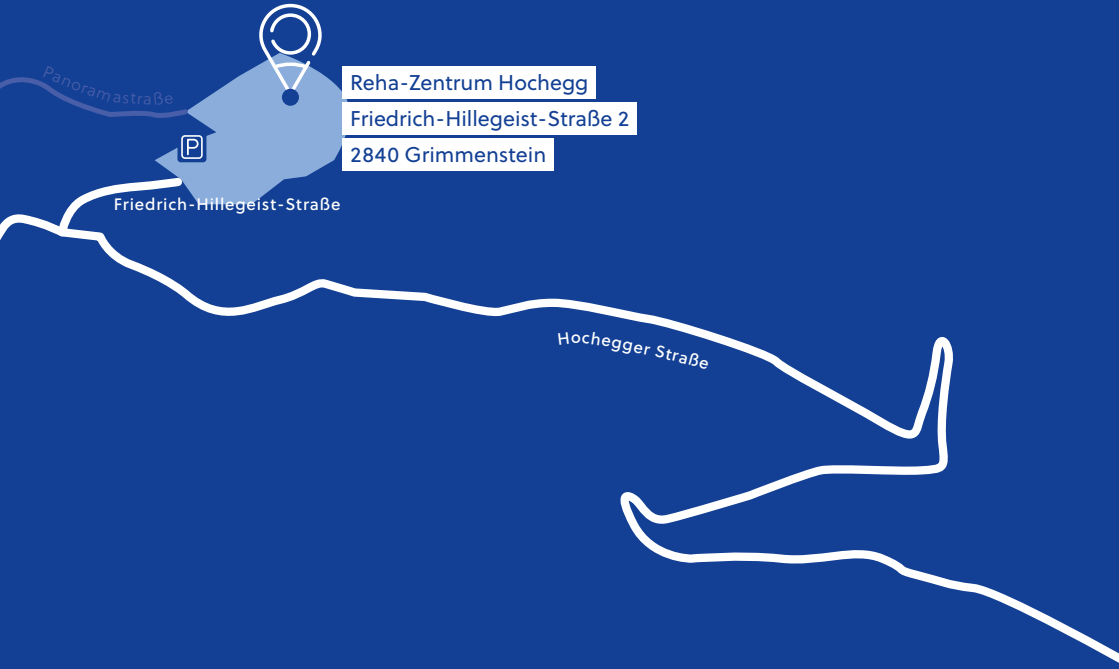 Panoramastraße
Reha-Zentrum Hochegg
Friedrich-Hillegeist-Straße 2
2840 Grimmenstein
P
Friedrich-Hillegeist-Straße
Hochegger Straße